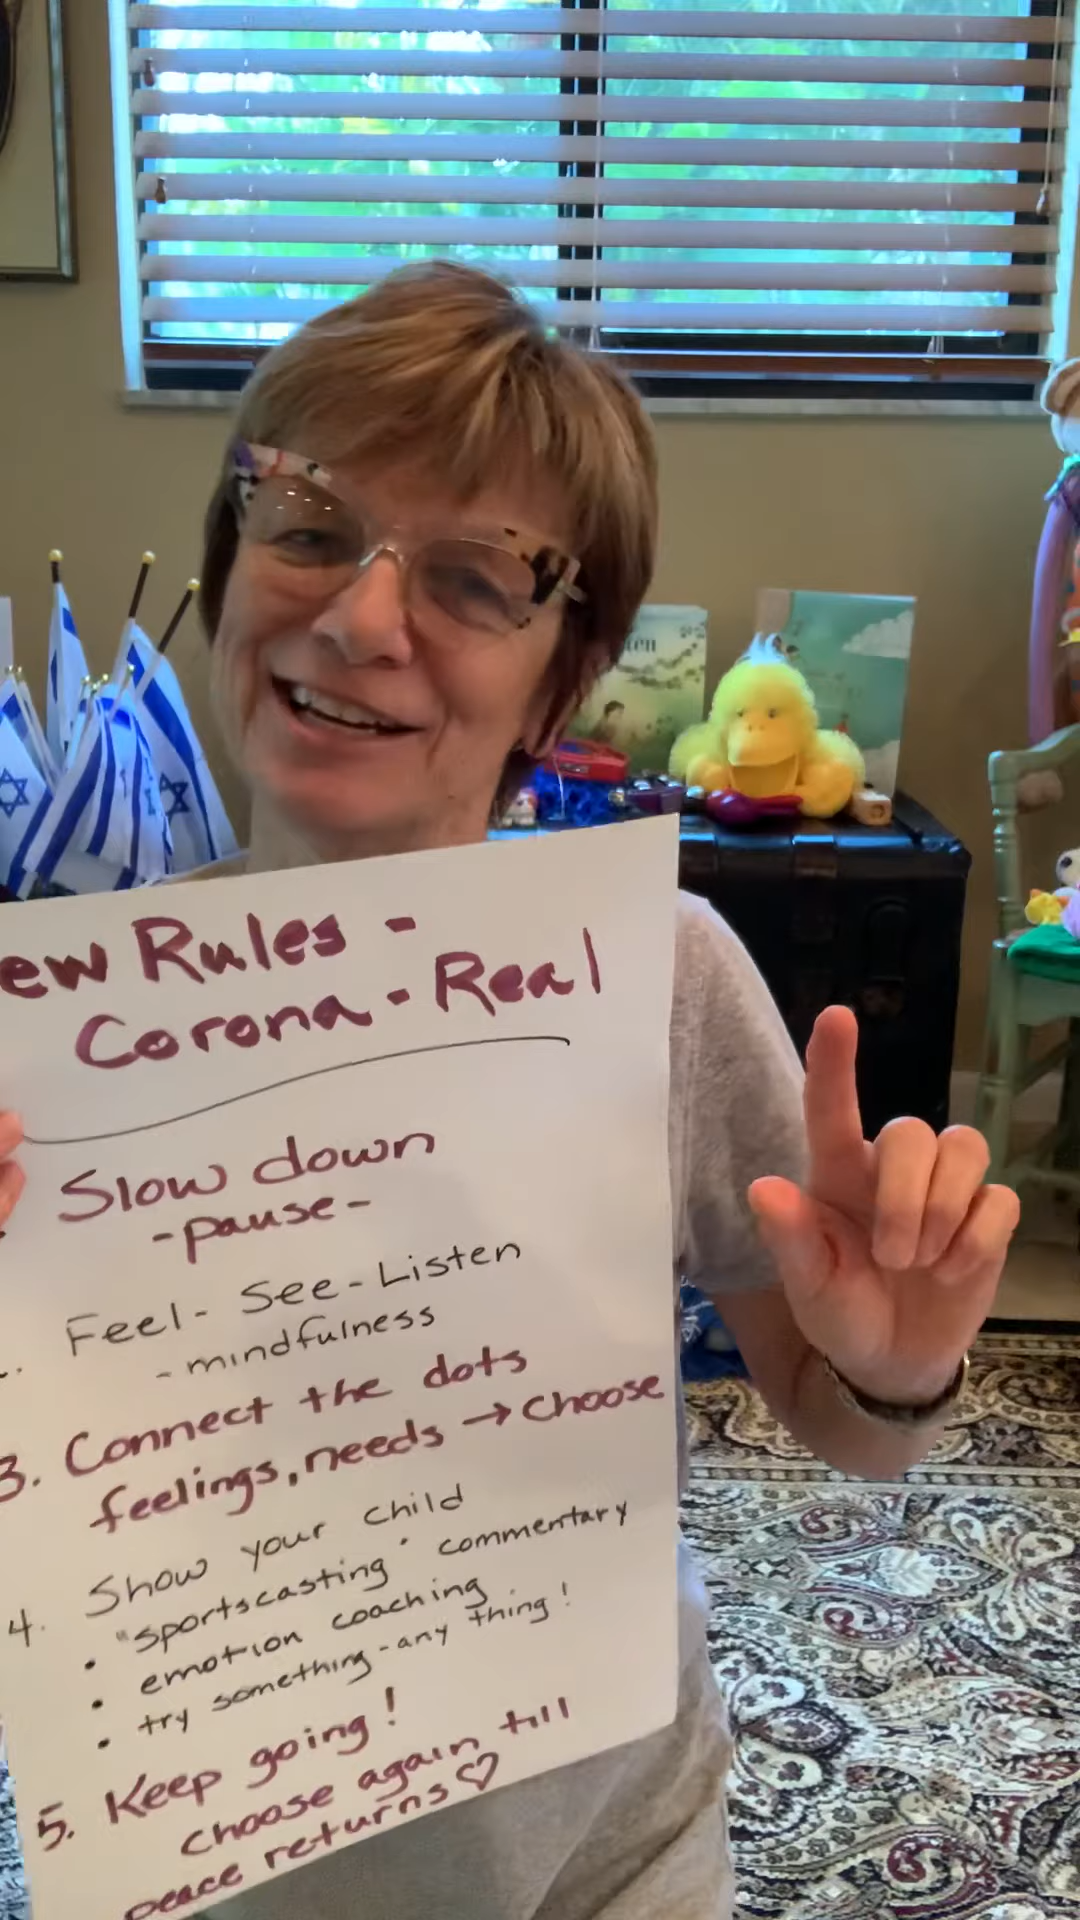 ew Rules -
Corona - Real
Slow down
- pause -
Feel - See - Listen
- mindfulness
3. Connect the dots
feelings, needs → choose
4. Show your child
• "sportscasting" commentary
• emotion coaching
• try something - any thing!
5. Keep going!
choose again till
peace returns ♡